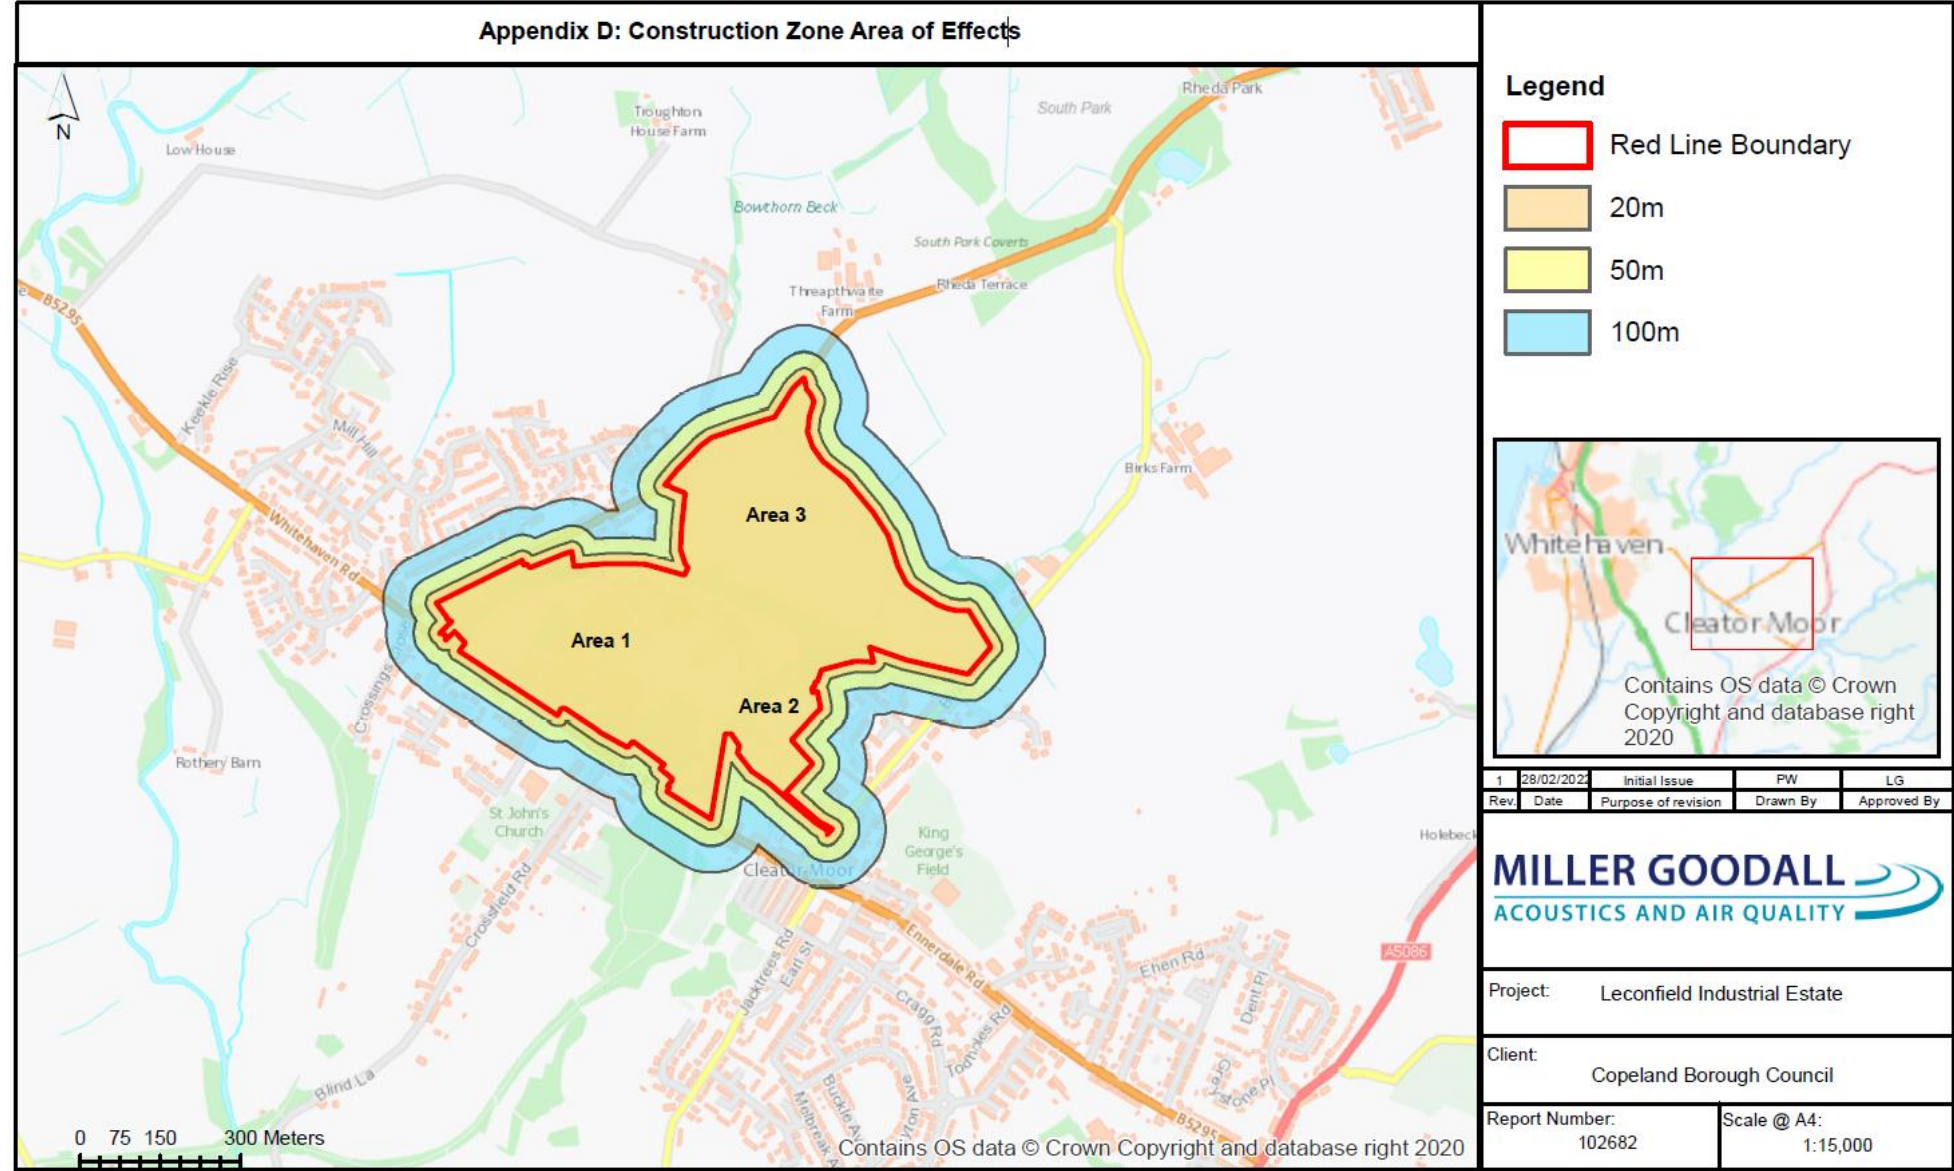 Appendix D: Construction Zone Area of Effects
N
Low House
Troughton
House Farm
South Park
Rheda Park
Bowthorn Beck
South Park Coverts
Threapthwaite
Farm
Rheda Terrace
B5295
Keekle Rise
Mill Hill
Birks Farm
Whitehaven Rd
Area 3
Area 1
Area 2
Rothery Barn
St John's
Church
King
George's
Field
Holebeck
Cleator Moor
Crossfield Rd
Ennerdale Rd
Jacktrees Rd
Earl St
Cragg Rd
Todholes Rd
Ehen Rd
Dent Pl
A5086
Blind La
Buckle Av
Melbreak A
B5295
0 75 150 300 Meters
Contains OS data © Crown Copyright and database right 2020
Legend
Red Line Boundary
20m
50m
100m
Whitehaven
Cleator Moor
Contains OS data © Crown
Copyright and database right
2020
1 28/02/2022 Initial Issue PW LG
Rev. Date Purpose of revision Drawn By Approved By
MILLER GOODALL
ACOUSTICS AND AIR QUALITY
Project: Leconfield Industrial Estate
Client:
Copeland Borough Council
Report Number:
102682
Scale @ A4:
1:15,000